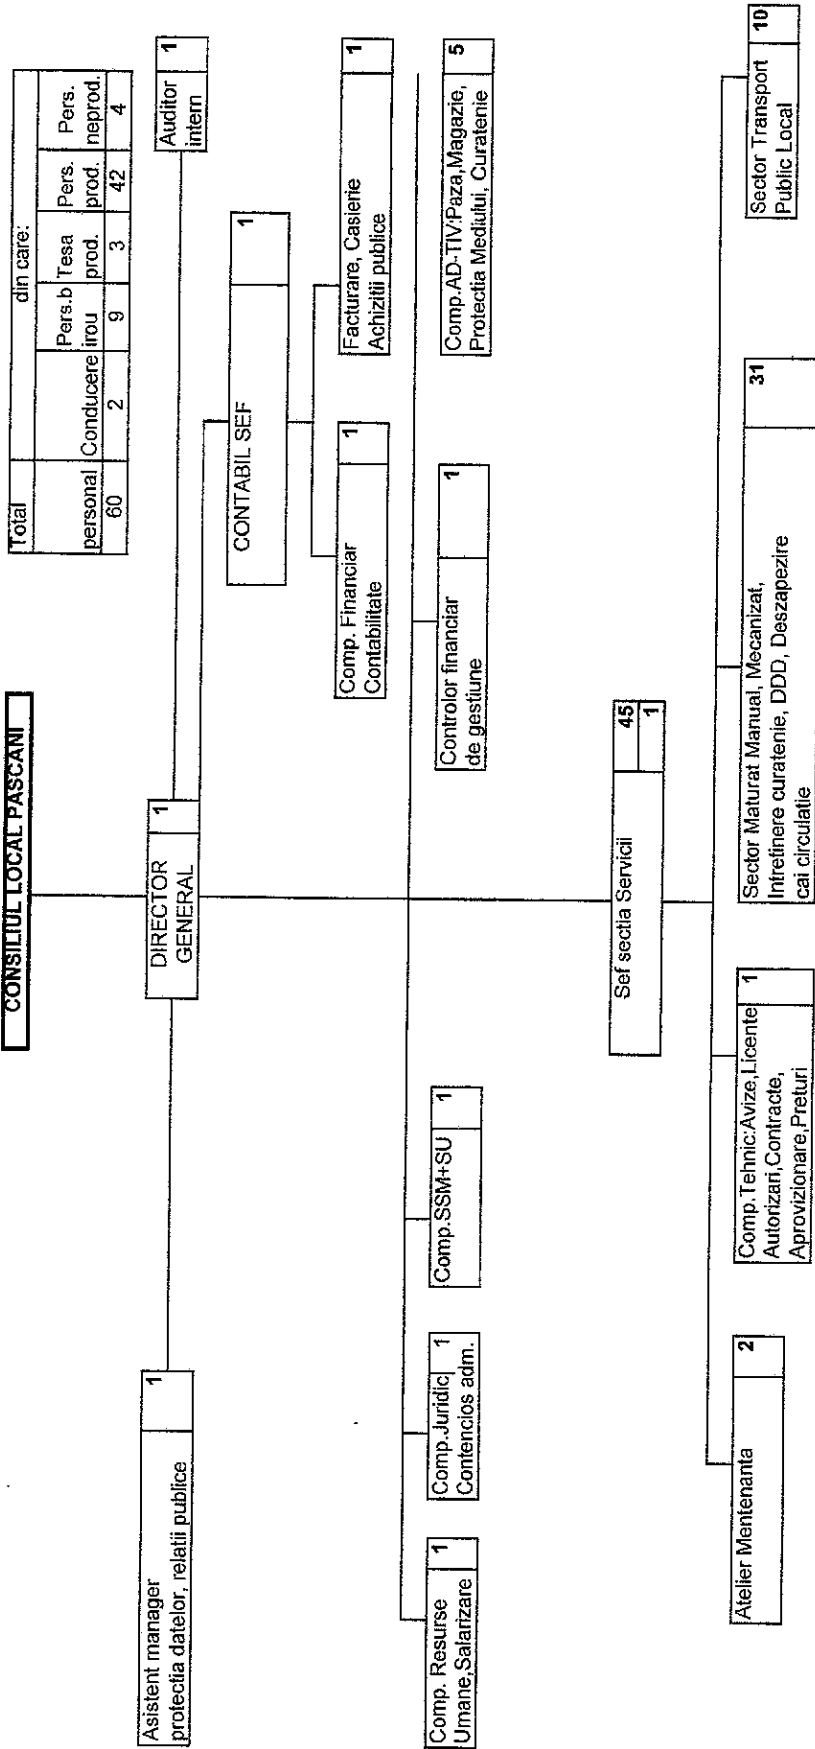 CONSILIUL LOCAL PASCANI
Total
din care:
personal Conducere Pers.b irou Tesa prod. Pers. prod. Pers. neprod.
60 2 9 3 42 4
Asistent manager 1
protectia datelor, relatii publice
DIRECTOR 1
GENERAL
Auditor 1
intern
CONTABIL SEF 1
Comp. Financiar 1
Contabilitate
Facturare, Casierie 1
Achizitii publice
Comp. Resurse 1
Umane,Salarizare
Comp.Juridic 1
Contencios adm.
Comp.SSM+SU 1
Controlor financiar 1
de gestiune
Comp.AD-TIV:Paza,Magazie, 5
Protectia Mediului, Curatenie
Sef sectia Servicii 45
1
Atelier Mentenanta 2
Comp.Tehnic:Avize,Licente 1
Autorizari,Contracte,
Aprovizionare,Preturi
Sector Maturat Manual, Mecanizat, 31
Intretinere curatenie, DDD, Deszapezire
cai circulatie
Sector Transport 10
Public Local